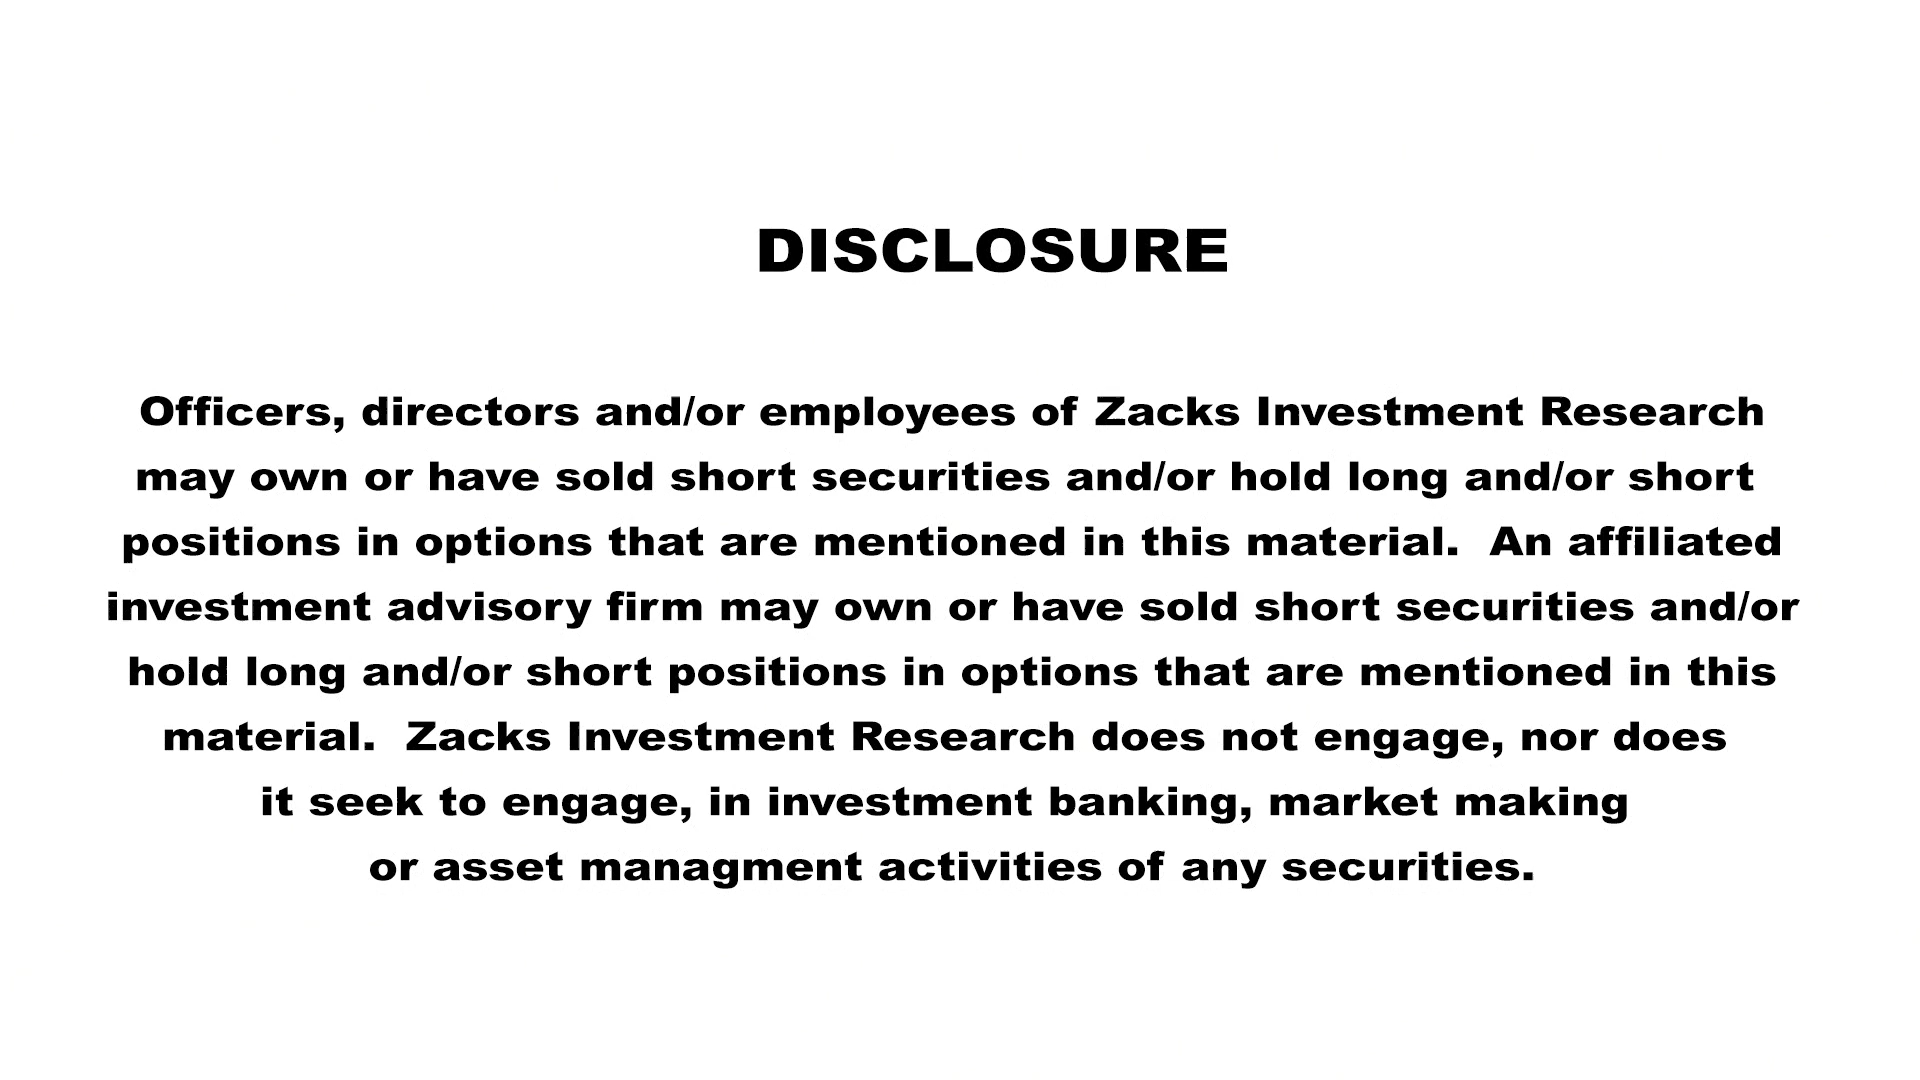 DISCLOSURE
Officers, directors and/or employees of Zacks Investment Research
may own or have sold short securities and/or hold long and/or short
positions in options that are mentioned in this material.  An affiliated
investment advisory firm may own or have sold short securities and/or
hold long and/or short positions in options that are mentioned in this
material.  Zacks Investment Research does not engage, nor does
it seek to engage, in investment banking, market making
or asset managment activities of any securities.